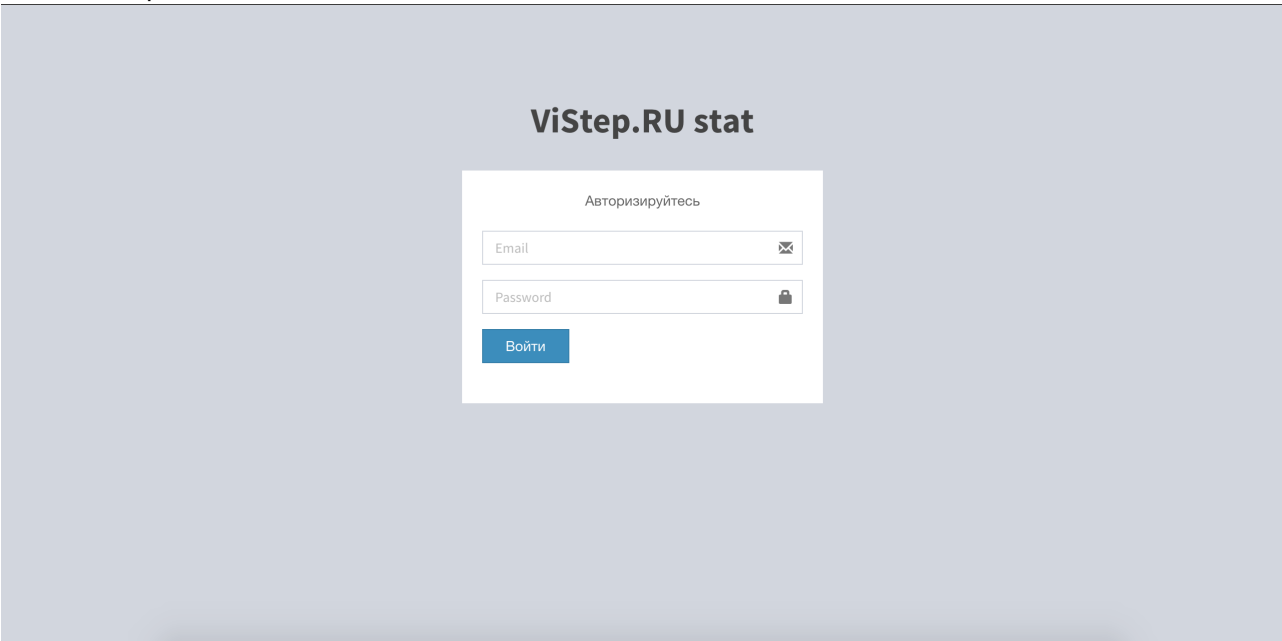 ViStep.RU stat
Авторизируйтесь
Email
Password
Войти